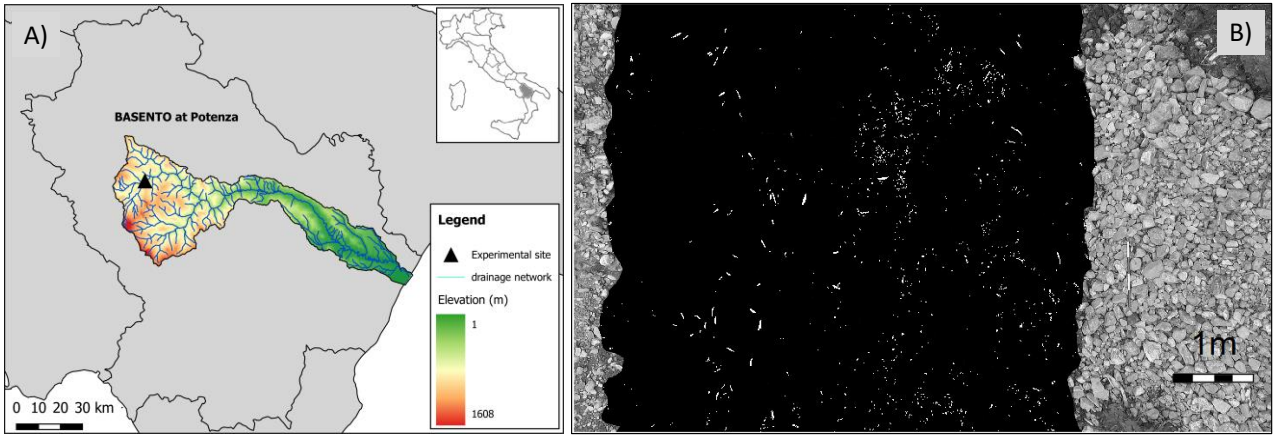 A)
BASENTO at Potenza
Legend
Experimental site
drainage network
Elevation (m)
1
1608
0 10 20 30 km
B)
1m